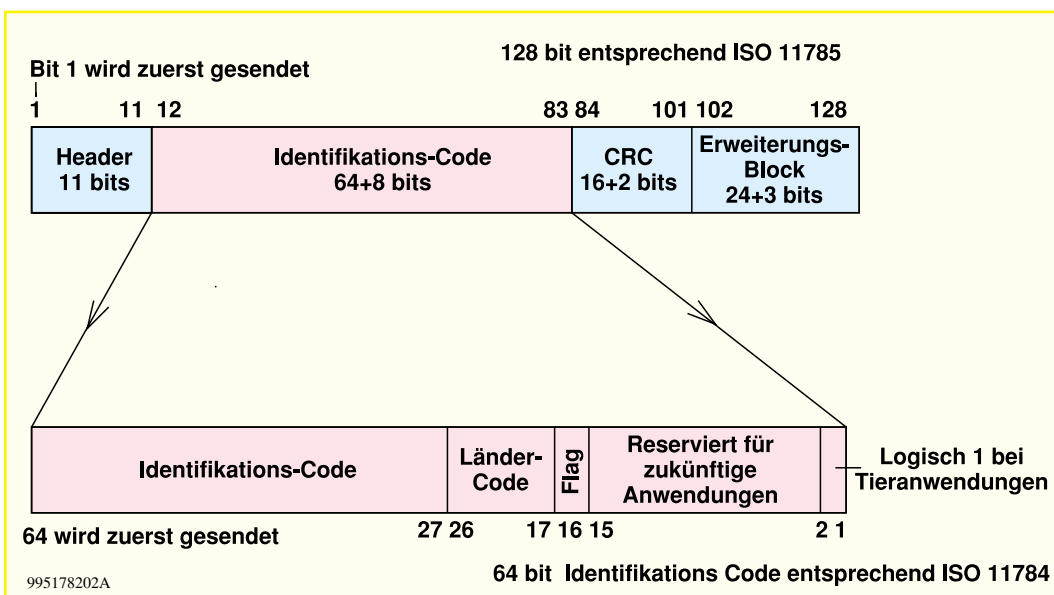 128 bit entsprechend ISO 11785
Bit 1 wird zuerst gesendet
1 11 12 83 84 101 102 128
Header
11 bits
Identifikations-Code
64+8 bits
CRC
16+2 bits
Erweiterungs-
Block
24+3 bits
Identifikations-Code
Länder-
Code
Flag
Reserviert für
zukünftige
Anwendungen
Logisch 1 bei
Tieranwendungen
64 wird zuerst gesendet
27 26 17 16 15 2 1
64 bit Identifikations Code entsprechend ISO 11784
995178202A